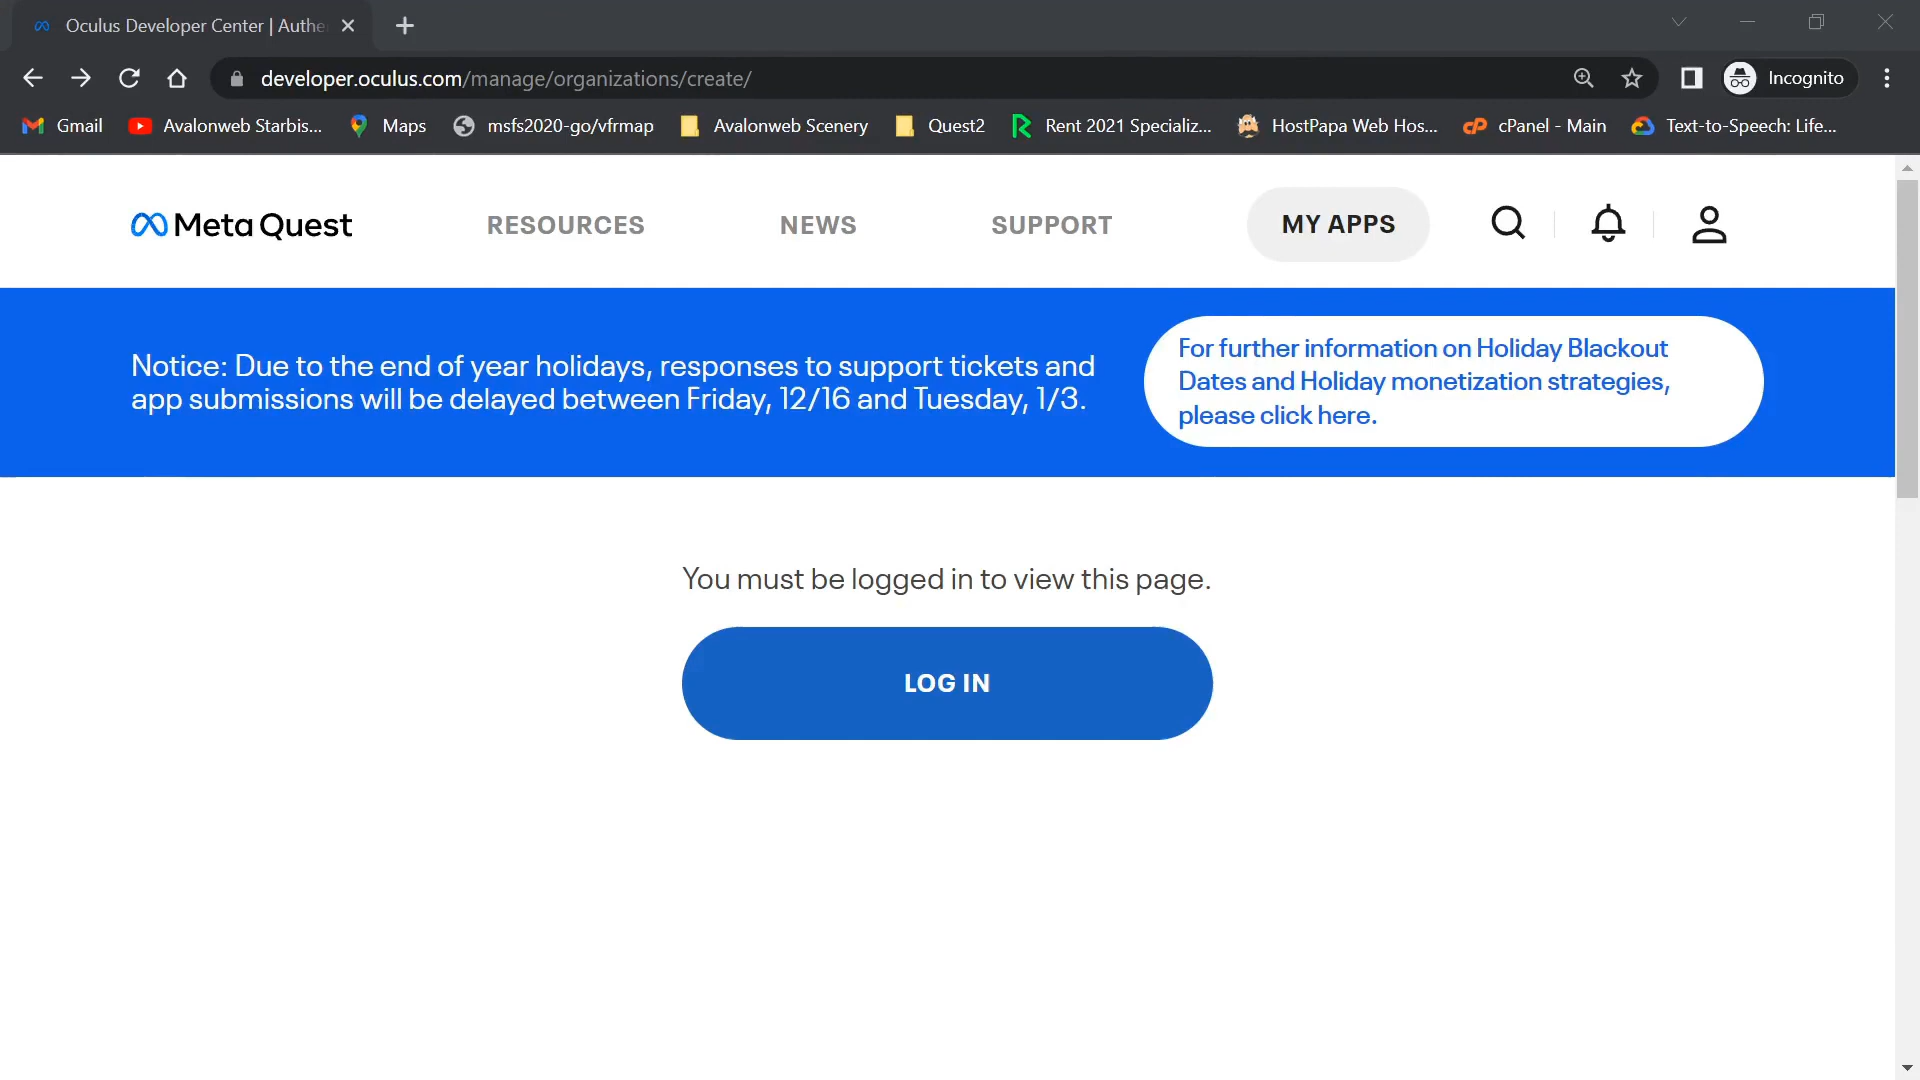 Oculus Developer Center | Authe
developer.oculus.com/manage/organizations/create/
Incognito
Gmail
Avalonweb Starbis...
Maps
msfs2020-go/vfrmap
Avalonweb Scenery
Quest2
Rent 2021 Specializ...
HostPapa Web Hos...
cPanel - Main
Text-to-Speech: Life...
Meta Quest
RESOURCES
NEWS
SUPPORT
MY APPS
Notice: Due to the end of year holidays, responses to support tickets and
app submissions will be delayed between Friday, 12/16 and Tuesday, 1/3.
For further information on Holiday Blackout
Dates and Holiday monetization strategies,
please click here.
You must be logged in to view this page.
LOG IN